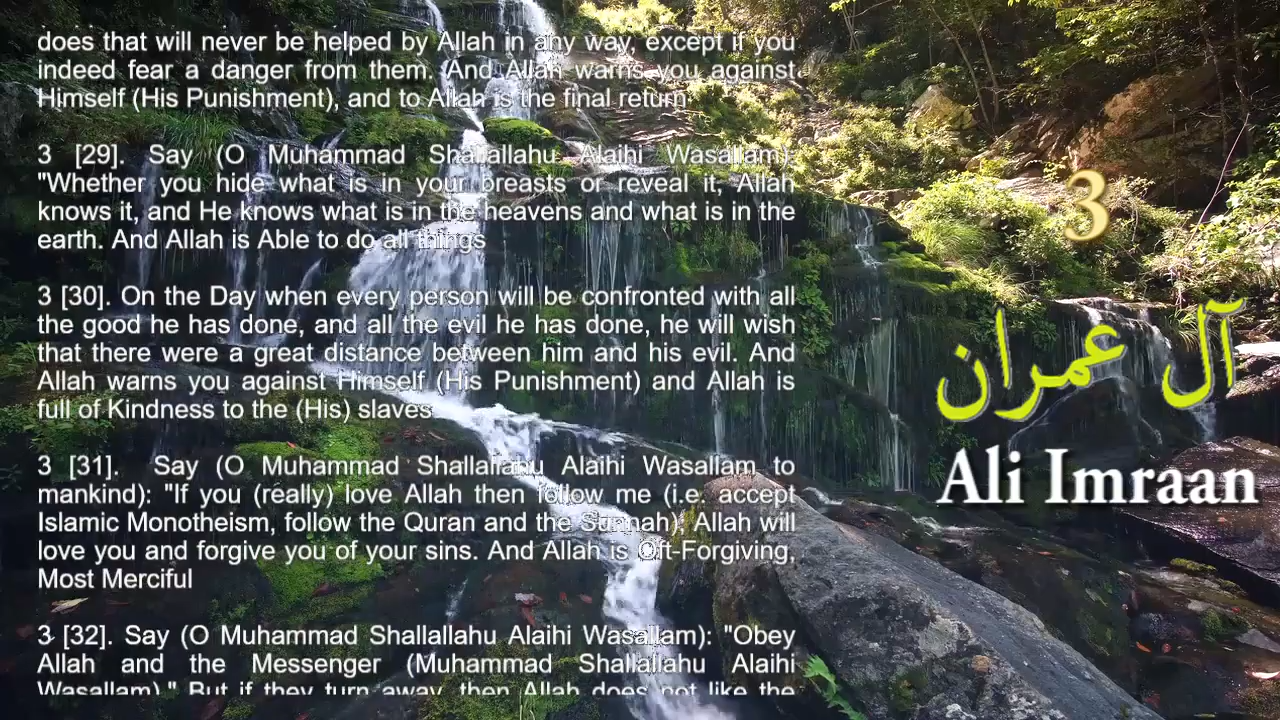 does that will never be helped by Allah in any way, except if you
indeed fear a danger from them. And Allah warns you against
Himself (His Punishment), and to Allah is the final return
3 [29]. Say (O Muhammad Shallallahu Alaihi Wasallam):
"Whether you hide what is in your breasts or reveal it, Allah
knows it, and He knows what is in the heavens and what is in the
earth. And Allah is Able to do all things
3 [30]. On the Day when every person will be confronted with all
the good he has done, and all the evil he has done, he will wish
that there were a great distance between him and his evil. And
Allah warns you against Himself (His Punishment) and Allah is
full of Kindness to the (His) slaves
3 [31]. Say (O Muhammad Shallallahu Alaihi Wasallam to
mankind): "If you (really) love Allah then follow me (i.e. accept
Islamic Monotheism, follow the Quran and the Sunnah), Allah will
love you and forgive you of your sins. And Allah is Oft-Forgiving,
Most Merciful
3 [32]. Say (O Muhammad Shallallahu Alaihi Wasallam): "Obey
Allah and the Messenger (Muhammad Shallallahu Alaihi
Wasallam)." But if they turn away, then Allah does not like the
3
آل عمران
Ali Imraan